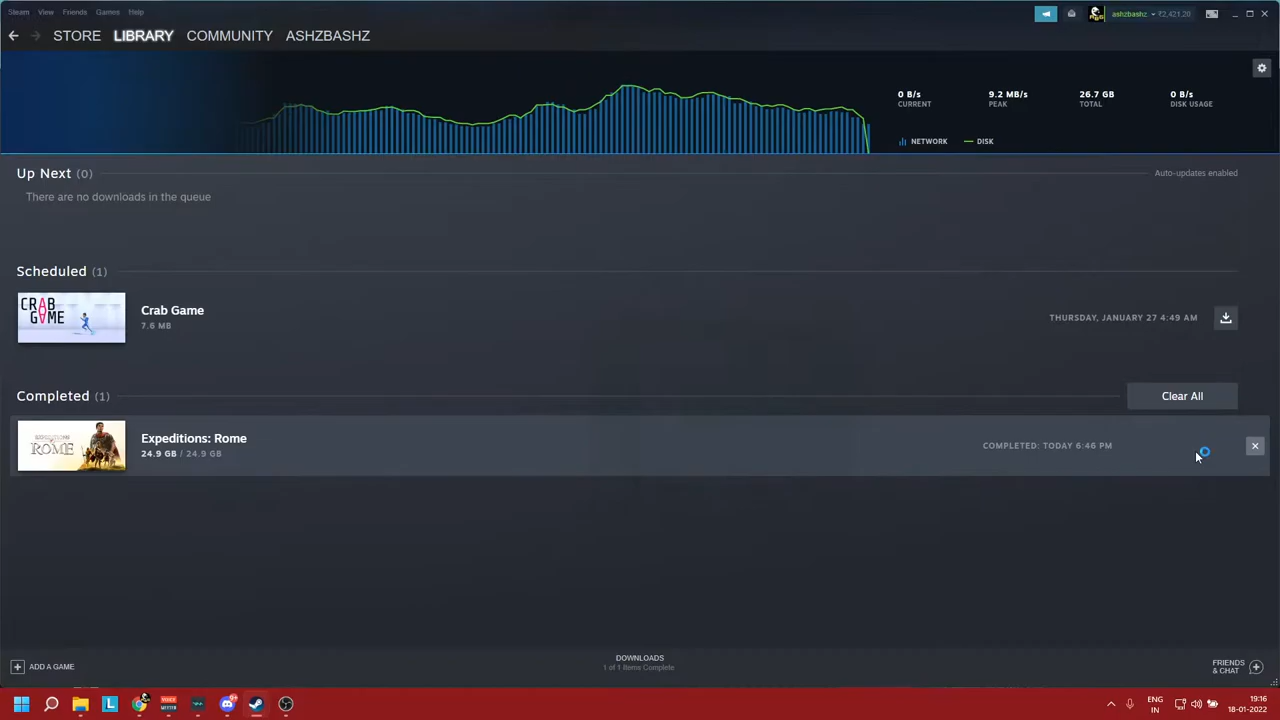 Steam View Friends Games Help
ashzbashz ₹2,421.20
STORE LIBRARY COMMUNITY ASHZBASHZ
0 B/s 9.2 MB/s 26.7 GB 0 B/s
CURRENT PEAK TOTAL DISK USAGE
NETWORK DISK
Up Next (0) Auto-updates enabled
There are no downloads in the queue
Scheduled (1)
CRAB
GAME
Crab Game
7.6 MB
THURSDAY, JANUARY 27 4:49 AM
Completed (1) Clear All
ROME
Expeditions: Rome
24.9 GB / 24.9 GB
COMPLETED: TODAY 6:46 PM
ADD A GAME
DOWNLOADS
1 of 1 Items Complete
FRIENDS
& CHAT
ENG
IN
19:16
18-01-2022